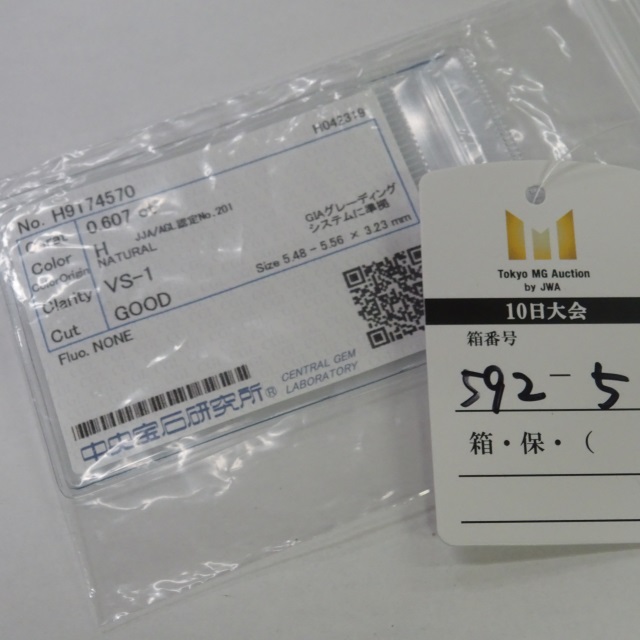 H042319
No. H9174570
Carat 0.607 ct
JJA/AGL認定No.201
Color H
Color Origin NATURAL
GIAグレーディング
システムに準拠
Clarity VS-1
Size 5.48 - 5.56 × 3.23 mm
Cut GOOD
Fluo. NONE
中央宝石研究所® CENTRAL GEM
LABORATORY
Tokyo MG Auction
by JWA
10日大会
箱番号
592-5
箱・保・（